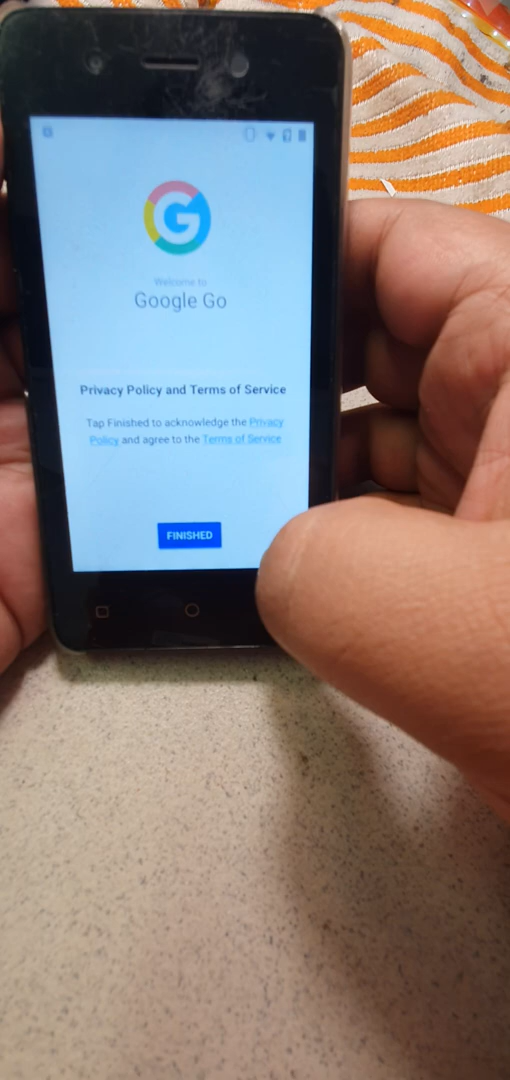 Welcome to
Google Go
Privacy Policy and Terms of Service
Tap Finished to acknowledge the Privacy
Policy and agree to the Terms of Service
FINISHED